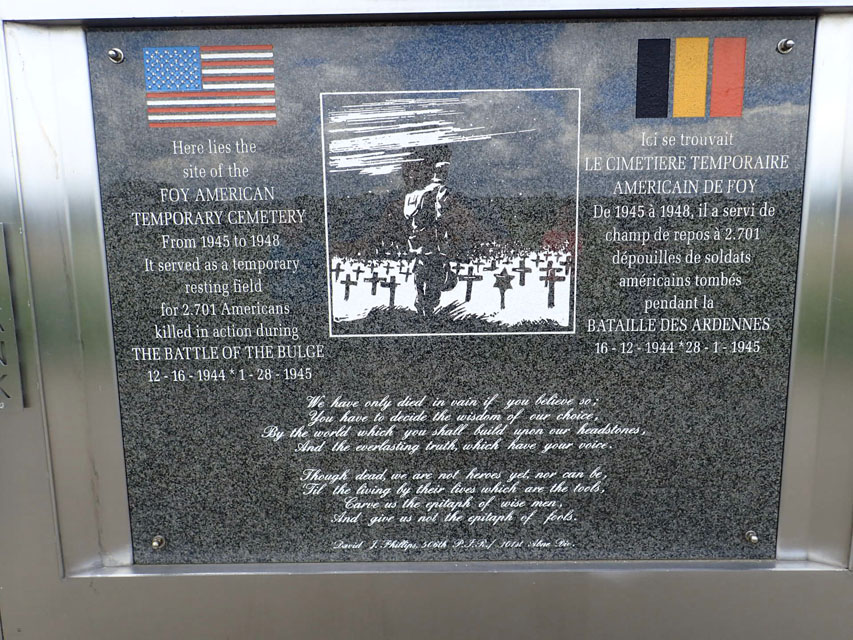 Here lies the
site of the
FOY AMERICAN
TEMPORARY CEMETERY
From 1945 to 1948
It served as a temporary
resting field
for 2.701 Americans
killed in action during
THE BATTLE OF THE BULGE
12 - 16 - 1944 * 1 - 28 - 1945
Ici se trouvait
LE CIMETIERE TEMPORAIRE
AMERICAIN DE FOY
De 1945 à 1948, il a servi de
champ de repos à 2.701
dépouilles de soldats
américains tombés
pendant la
BATAILLE DES ARDENNES
16 - 12 - 1944 * 28 - 1 - 1945
We have only died in vain if you believe so;
You have to decide the wisdom of our choice,
By the world which you shall build upon our headstones,
And the everlasting truth, which have your voice.
Though dead, we are not heroes yet, nor can be,
'Til the living by their lives which are the tools,
Carve us the epitaph of wise men,
And give us not the epitaph of fools.
David J. Phillips, 506th P.I.R./ 101st Abne Div.